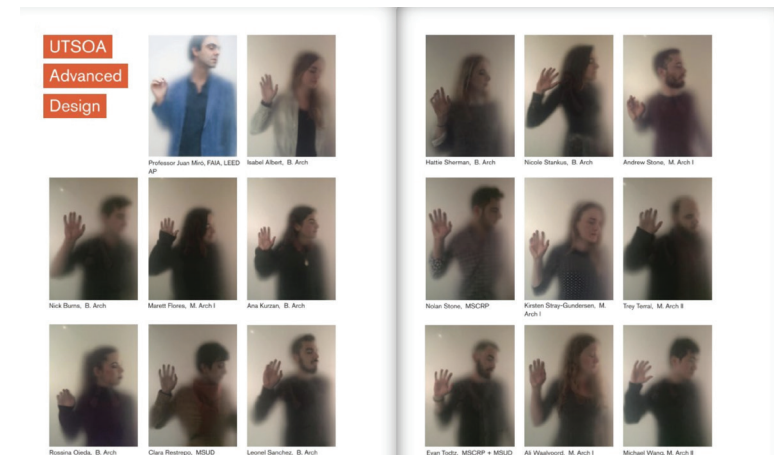 UTSOA
Advanced
Design
Professor Juan Miro, FAIA, LEED
AP
Isabel Albert, B. Arch
Nick Burns, B. Arch
Marett Flores, M. Arch I
Ana Kurzan, B. Arch
Rossina Ojeda, B. Arch
Clara Restrepo, MSUD
Leonel Sanchez, B. Arch
Hattie Sherman, B. Arch
Nicole Stankus, B. Arch
Andrew Stone, M. Arch I
Nolan Stone, MSCRP
Kirsten Stray-Gundersen, M.
Arch I
Trey Terral, M. Arch II
Evan Todtz, MSCRP + MSUD
Ali Waalvoord, M. Arch I
Michael Wang, M. Arch II